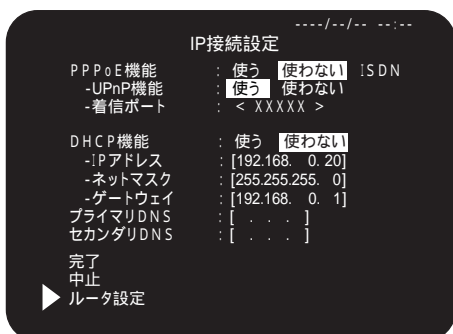 ----/--/-- --:--
IP接続設定
PPPoE機能 : 使う 使わない ISDN
-UPnP機能 : 使う 使わない
-着信ポート : < XXXXX >
DHCP機能 : 使う 使わない
-IPアドレス : [192.168. 0. 20]
-ネットマスク : [255.255.255. 0]
-ゲートウェイ : [192.168. 0. 1]
プライマリDNS : [ . . . ]
セカンダリDNS : [ . . . ]
完了
中止
ルータ設定